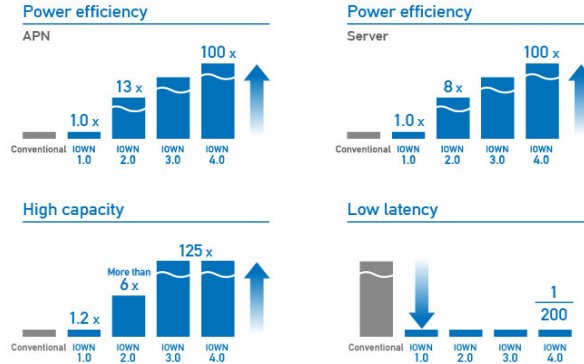 Power efficiency
APN
1.0 x
13 x
100 x
Conventional
IOWN
1.0
IOWN
2.0
IOWN
3.0
IOWN
4.0
Power efficiency
Server
1.0 x
8 x
100 x
Conventional
IOWN
1.0
IOWN
2.0
IOWN
3.0
IOWN
4.0
High capacity
1.2 x
More than
6 x
125 x
Conventional
IOWN
1.0
IOWN
2.0
IOWN
3.0
IOWN
4.0
Low latency
1
200
Conventional
IOWN
1.0
IOWN
2.0
IOWN
3.0
IOWN
4.0